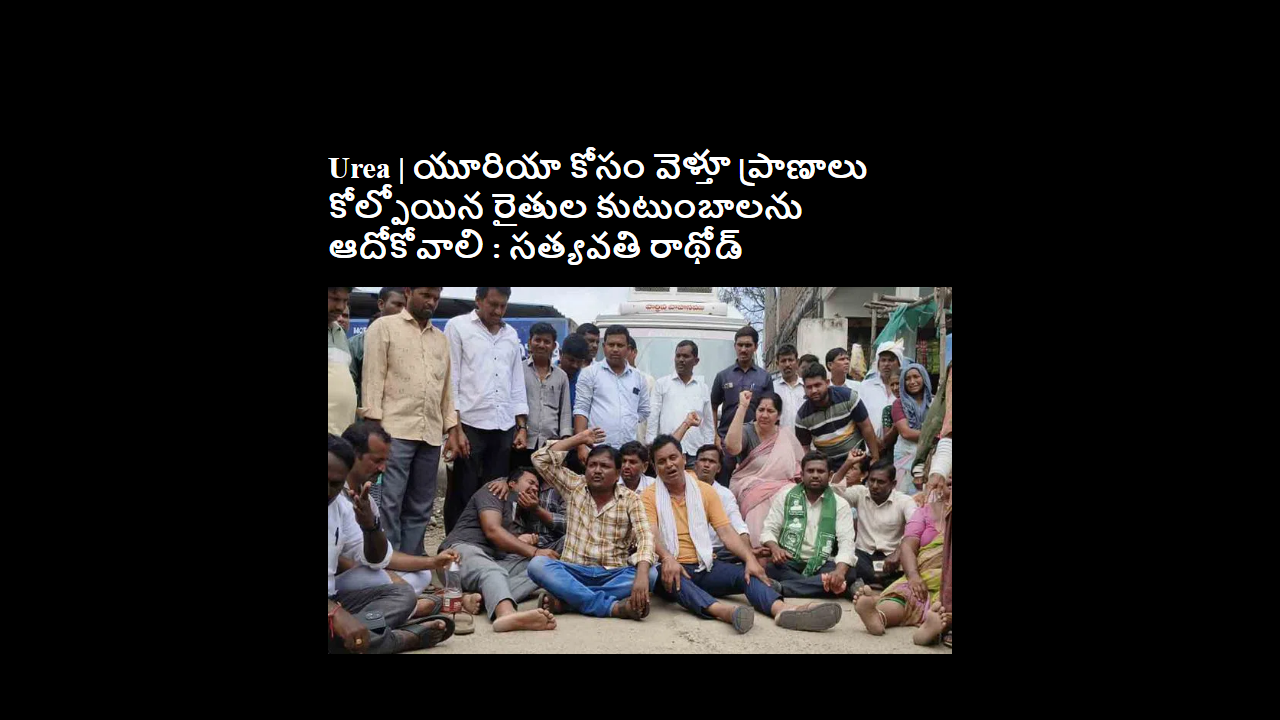 Urea | యూరియా కోసం వెళ్తూ ప్రాణాలు
కోల్పోయిన రైతుల కుటుంబాలను
ఆదోకోవాలి : సత్యవతి రాథోడ్